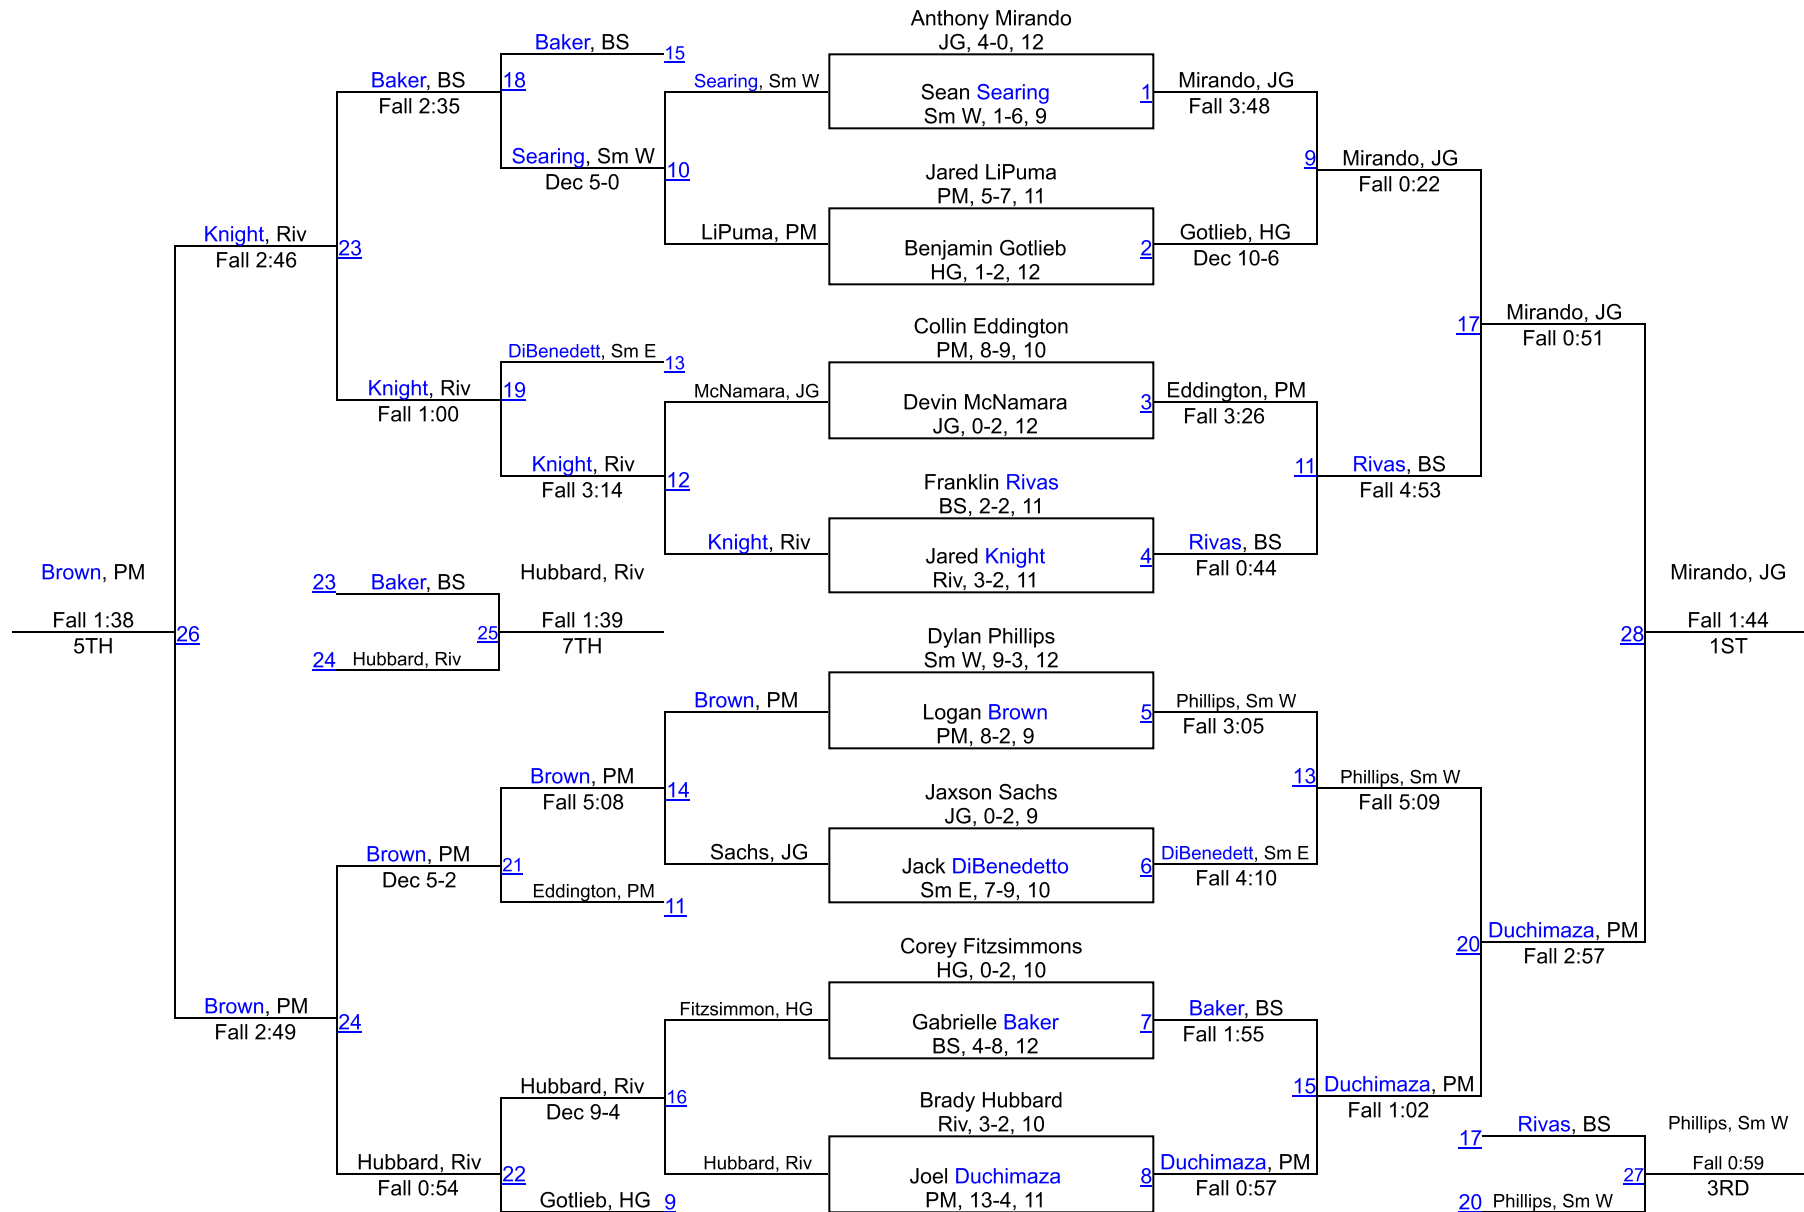 Anthony Mirando
JG, 4-0, 12
Baker, BS
15
Baker, BS
18
Searing, Sm W
Sean Searing
1
Mirando, JG
Fall 2:35
Sm W, 1-6, 9
Fall 3:48
Searing, Sm W
10
Dec 5-0
Jared LiPuma
PM, 5-7, 11
9
Mirando, JG
Fall 0:22
Knight, Riv
23
Fall 2:46
LiPuma, PM
Benjamin Gotlieb
2
HG, 1-2, 12
Gotlieb, HG
Dec 10-6
Collin Eddington
PM, 8-9, 10
17
Mirando, JG
Fall 0:51
DiBenedett, Sm E
13
Knight, Riv
19
Fall 1:00
McNamara, JG
Devin McNamara
3
JG, 0-2, 12
Eddington, PM
Fall 3:26
Knight, Riv
12
Fall 3:14
Franklin Rivas
BS, 2-2, 11
11
Rivas, BS
Fall 4:53
Knight, Riv
Jared Knight
4
Riv, 3-2, 11
Rivas, BS
Fall 0:44
Brown, PM
Fall 1:38
26
5TH
23
Baker, BS
Hubbard, Riv
25
Fall 1:39
7TH
24
Hubbard, Riv
Mirando, JG
28
Fall 1:44
1ST
Dylan Phillips
Sm W, 9-3, 12
Brown, PM
Logan Brown
5
PM, 8-2, 9
Phillips, Sm W
Fall 3:05
Brown, PM
14
Fall 5:08
Jaxson Sachs
JG, 0-2, 9
13
Phillips, Sm W
Fall 5:09
Brown, PM
21
Dec 5-2
Sachs, JG
Jack DiBenedetto
6
Sm E, 7-9, 10
DiBenedett, Sm E
Fall 4:10
Eddington, PM
11
Corey Fitzsimmons
HG, 0-2, 10
20
Duchimaza, PM
Fall 2:57
Brown, PM
24
Fall 2:49
Fitzsimmon, HG
Gabrielle Baker
7
BS, 4-8, 12
Baker, BS
Fall 1:55
Hubbard, Riv
16
Dec 9-4
Brady Hubbard
Riv, 3-2, 10
15
Duchimaza, PM
Fall 1:02
Hubbard, Riv
22
Fall 0:54
Hubbard, Riv
Joel Duchimaza
8
PM, 13-4, 11
Duchimaza, PM
Fall 0:57
Gotlieb, HG
9
17
Rivas, BS
Phillips, Sm W
27
Fall 0:59
3RD
20
Phillips, Sm W